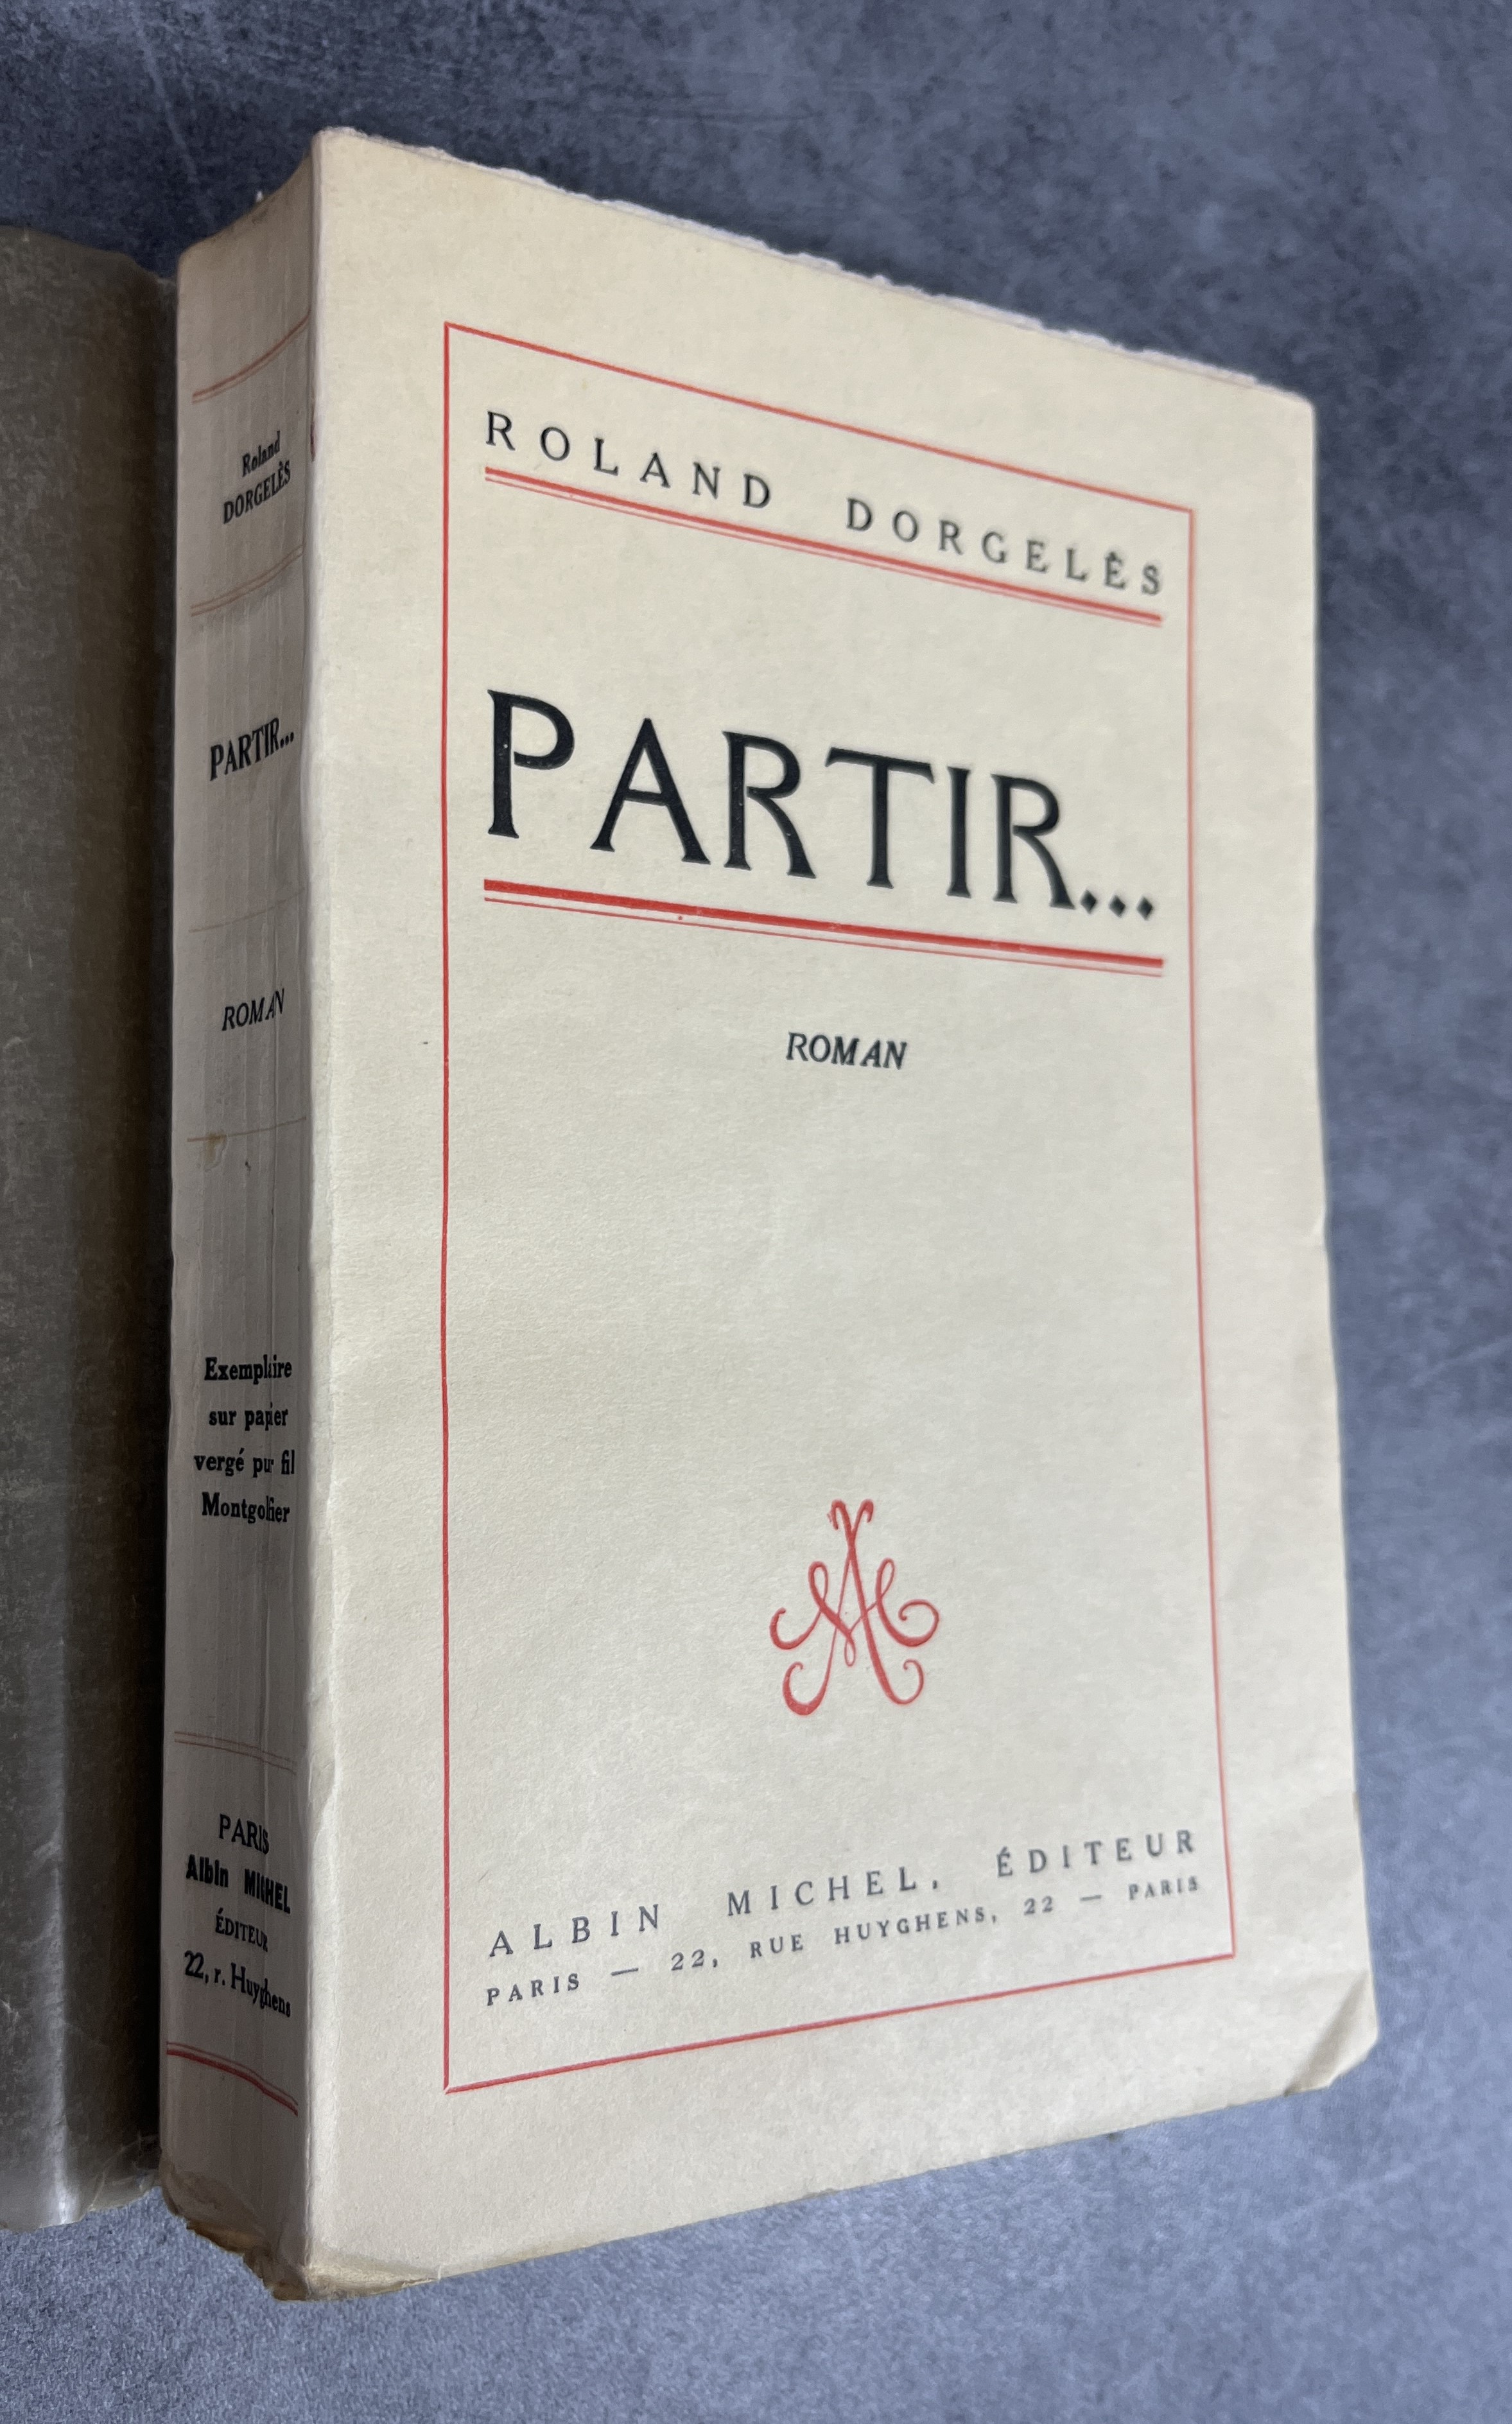 Roland
DORGELÈS
PARTIR...
ROMAN
Exemplaire
sur papier
vergé pur fil
Montgolfier
PARIS
Albin MICHEL
ÉDITEUR
22, r. Huyghens
ROLAND DORGELÈS
PARTIR...
ROMAN
ALBIN MICHEL, ÉDITEUR
PARIS — 22, RUE HUYGHENS, 22 — PARIS